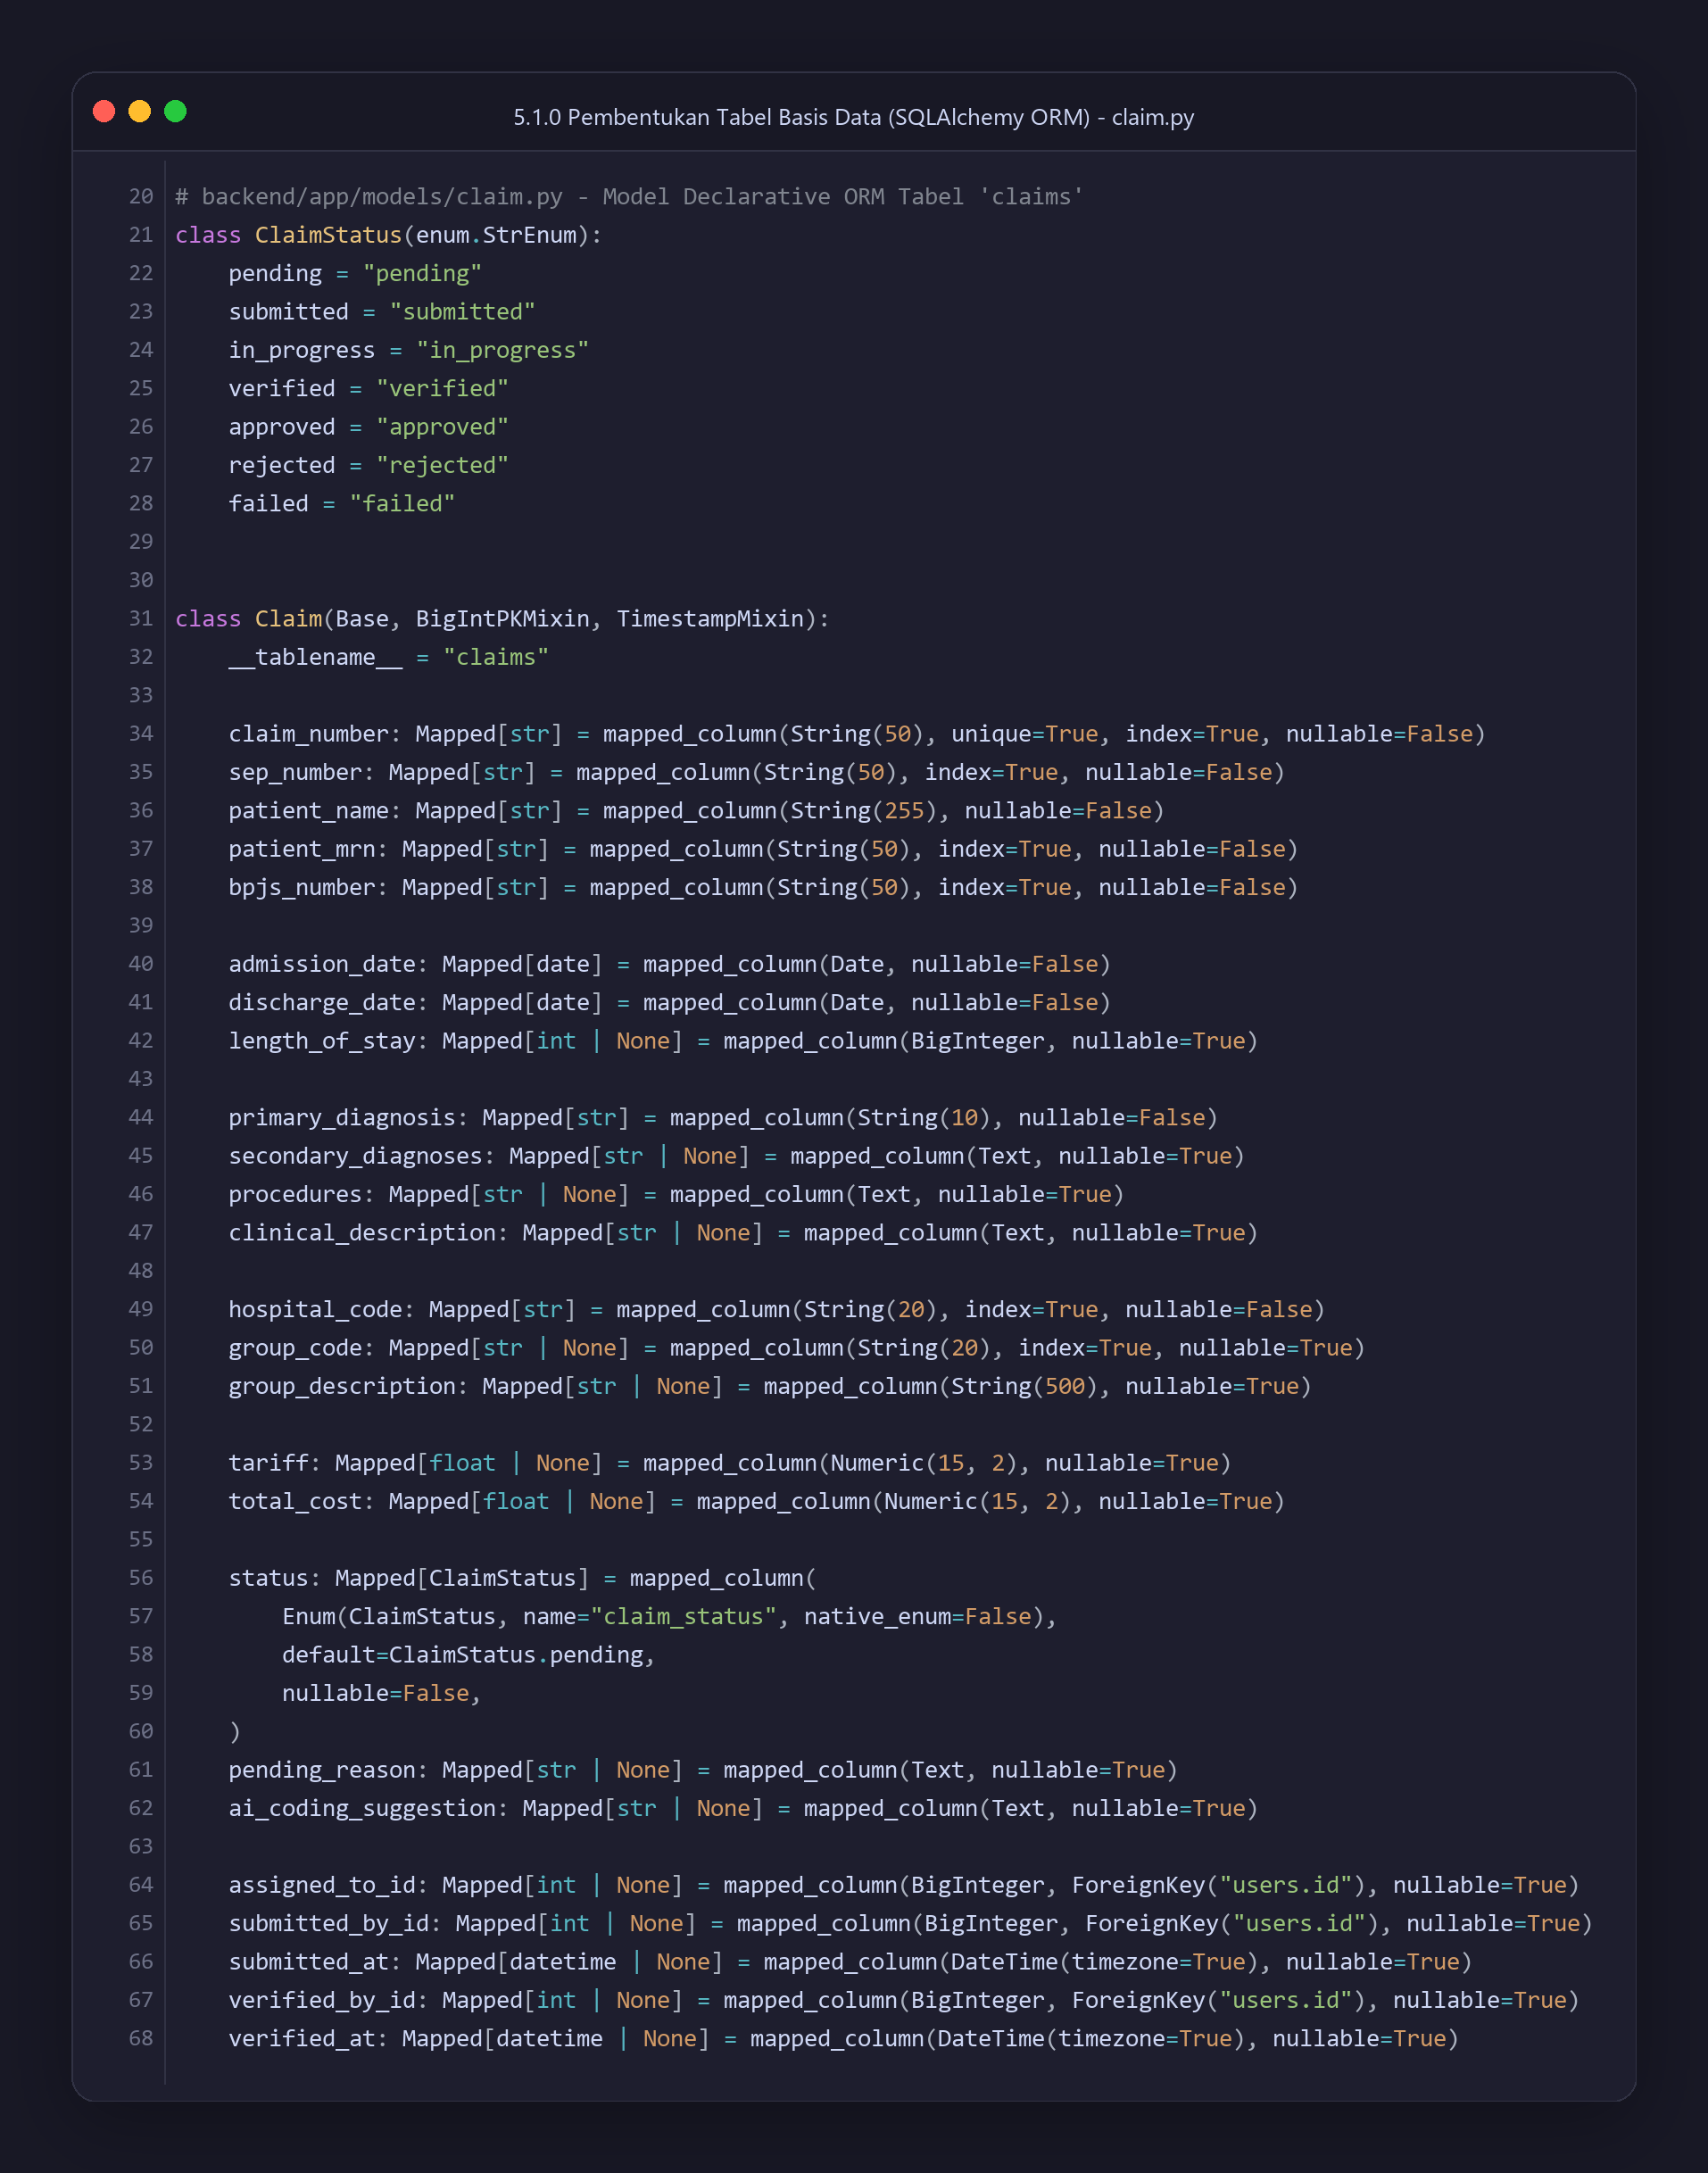 5.1.0 Pembentukan Tabel Basis Data (SQLAlchemy ORM) - claim.py
20 # backend/app/models/claim.py - Model Declarative ORM Tabel 'claims'
21 class ClaimStatus(enum.StrEnum):
22     pending = "pending"
23     submitted = "submitted"
24     in_progress = "in_progress"
25     verified = "verified"
26     approved = "approved"
27     rejected = "rejected"
28     failed = "failed"
29
30
31 class Claim(Base, BigIntPKMixin, TimestampMixin):
32     __tablename__ = "claims"
33
34     claim_number: Mapped[str] = mapped_column(String(50), unique=True, index=True, nullable=False)
35     sep_number: Mapped[str] = mapped_column(String(50), index=True, nullable=False)
36     patient_name: Mapped[str] = mapped_column(String(255), nullable=False)
37     patient_mrn: Mapped[str] = mapped_column(String(50), index=True, nullable=False)
38     bpjs_number: Mapped[str] = mapped_column(String(50), index=True, nullable=False)
39
40     admission_date: Mapped[date] = mapped_column(Date, nullable=False)
41     discharge_date: Mapped[date] = mapped_column(Date, nullable=False)
42     length_of_stay: Mapped[int | None] = mapped_column(BigInteger, nullable=True)
43
44     primary_diagnosis: Mapped[str] = mapped_column(String(10), nullable=False)
45     secondary_diagnoses: Mapped[str | None] = mapped_column(Text, nullable=True)
46     procedures: Mapped[str | None] = mapped_column(Text, nullable=True)
47     clinical_description: Mapped[str | None] = mapped_column(Text, nullable=True)
48
49     hospital_code: Mapped[str] = mapped_column(String(20), index=True, nullable=False)
50     group_code: Mapped[str | None] = mapped_column(String(20), index=True, nullable=True)
51     group_description: Mapped[str | None] = mapped_column(String(500), nullable=True)
52
53     tariff: Mapped[float | None] = mapped_column(Numeric(15, 2), nullable=True)
54     total_cost: Mapped[float | None] = mapped_column(Numeric(15, 2), nullable=True)
55
56     status: Mapped[ClaimStatus] = mapped_column(
57         Enum(ClaimStatus, name="claim_status", native_enum=False),
58         default=ClaimStatus.pending,
59         nullable=False,
60     )
61     pending_reason: Mapped[str | None] = mapped_column(Text, nullable=True)
62     ai_coding_suggestion: Mapped[str | None] = mapped_column(Text, nullable=True)
63
64     assigned_to_id: Mapped[int | None] = mapped_column(BigInteger, ForeignKey("users.id"), nullable=True)
65     submitted_by_id: Mapped[int | None] = mapped_column(BigInteger, ForeignKey("users.id"), nullable=True)
66     submitted_at: Mapped[datetime | None] = mapped_column(DateTime(timezone=True), nullable=True)
67     verified_by_id: Mapped[int | None] = mapped_column(BigInteger, ForeignKey("users.id"), nullable=True)
68     verified_at: Mapped[datetime | None] = mapped_column(DateTime(timezone=True), nullable=True)